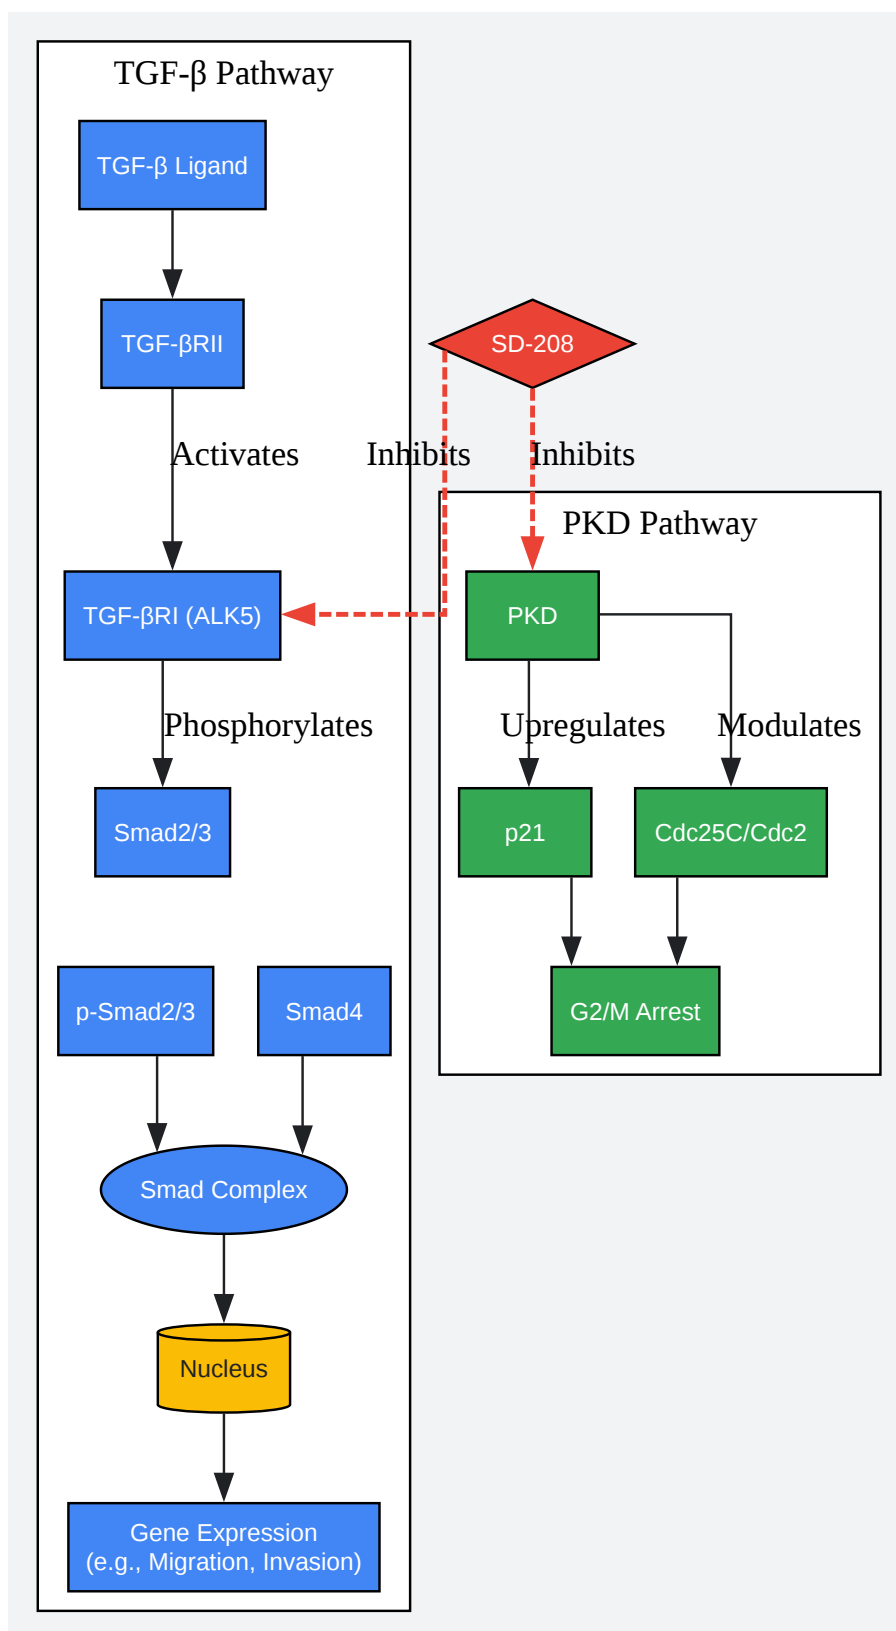 TGF-β Pathway
TGF-β Ligand
TGF-βRII
SD-208
Activates
Inhibits
Inhibits
PKD Pathway
TGF-βRI (ALK5)
PKD
Phosphorylates
Upregulates
Modulates
Smad2/3
p21
Cdc25C/Cdc2
p-Smad2/3
Smad4
G2/M Arrest
Smad Complex
Nucleus
Gene Expression
(e.g., Migration, Invasion)